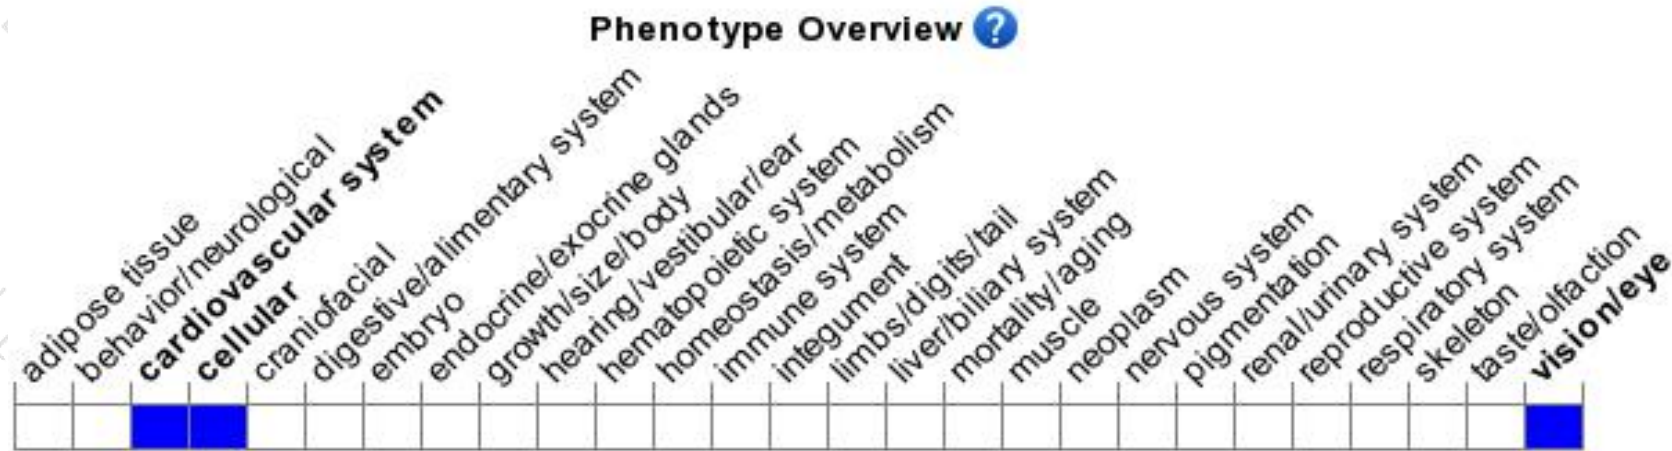 Phenotype Overview ?
adipose tissue
behavior/neurological
cardiovascular system
cellular
craniofacial
digestive/alimentary system
embryo
endocrine/exocrine glands
growth/size/body
hearing/vestibular/ear
hematopoietic system
homeostasis/metabolism
immune system
integument
limbs/digits/tail
liver/biliary system
mortality/aging
muscle
neoplasm
nervous system
pigmentation
renal/urinary system
reproductive system
respiratory system
skeleton
taste/olfaction
vision/eye